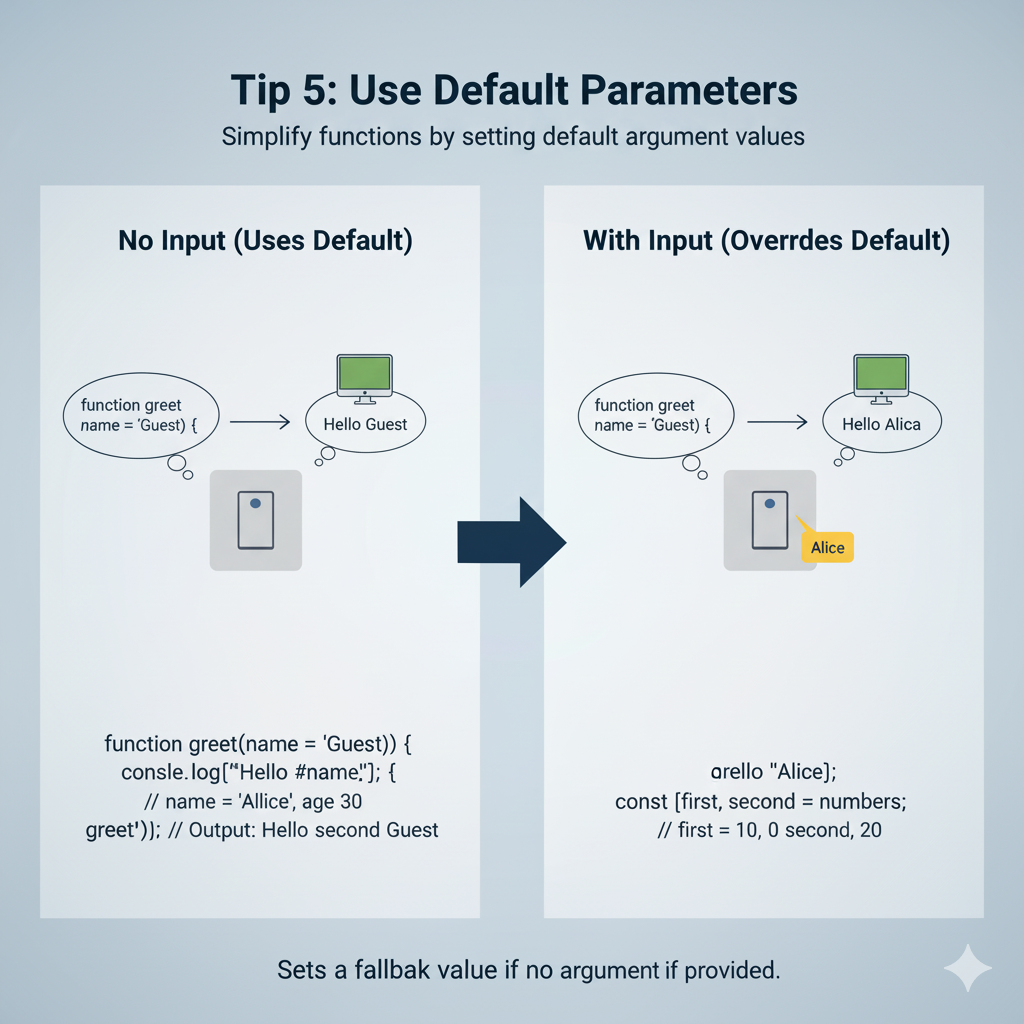 Tip 5: Use Default Parameters
Simplify functions by setting default argument values
No Input (Uses Default)
function greet
name = 'Guest) {
Hello Guest
function greet(name = 'Guest)) {
consle.log["Hello #name,"]; {
// name = 'Allice', age 30
greet')); // Output: Hello second Guest
With Input (Overrdes Default)
function greet
name = 'Guest) {
Hello Alica
Alice
arello "Alice];
const [first, second = numbers;
// first = 10, 0 second, 20
Sets a fallbak value if no argument if provided.